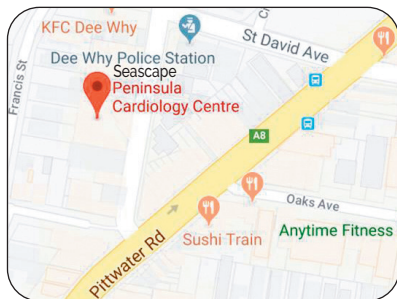 KFC Dee Why
St David Ave
Dee Why Police Station
Francis St
Seascape
Peninsula
Cardiology Centre
A8
Oaks Ave
Sushi Train
Anytime Fitness
Pittwater Rd